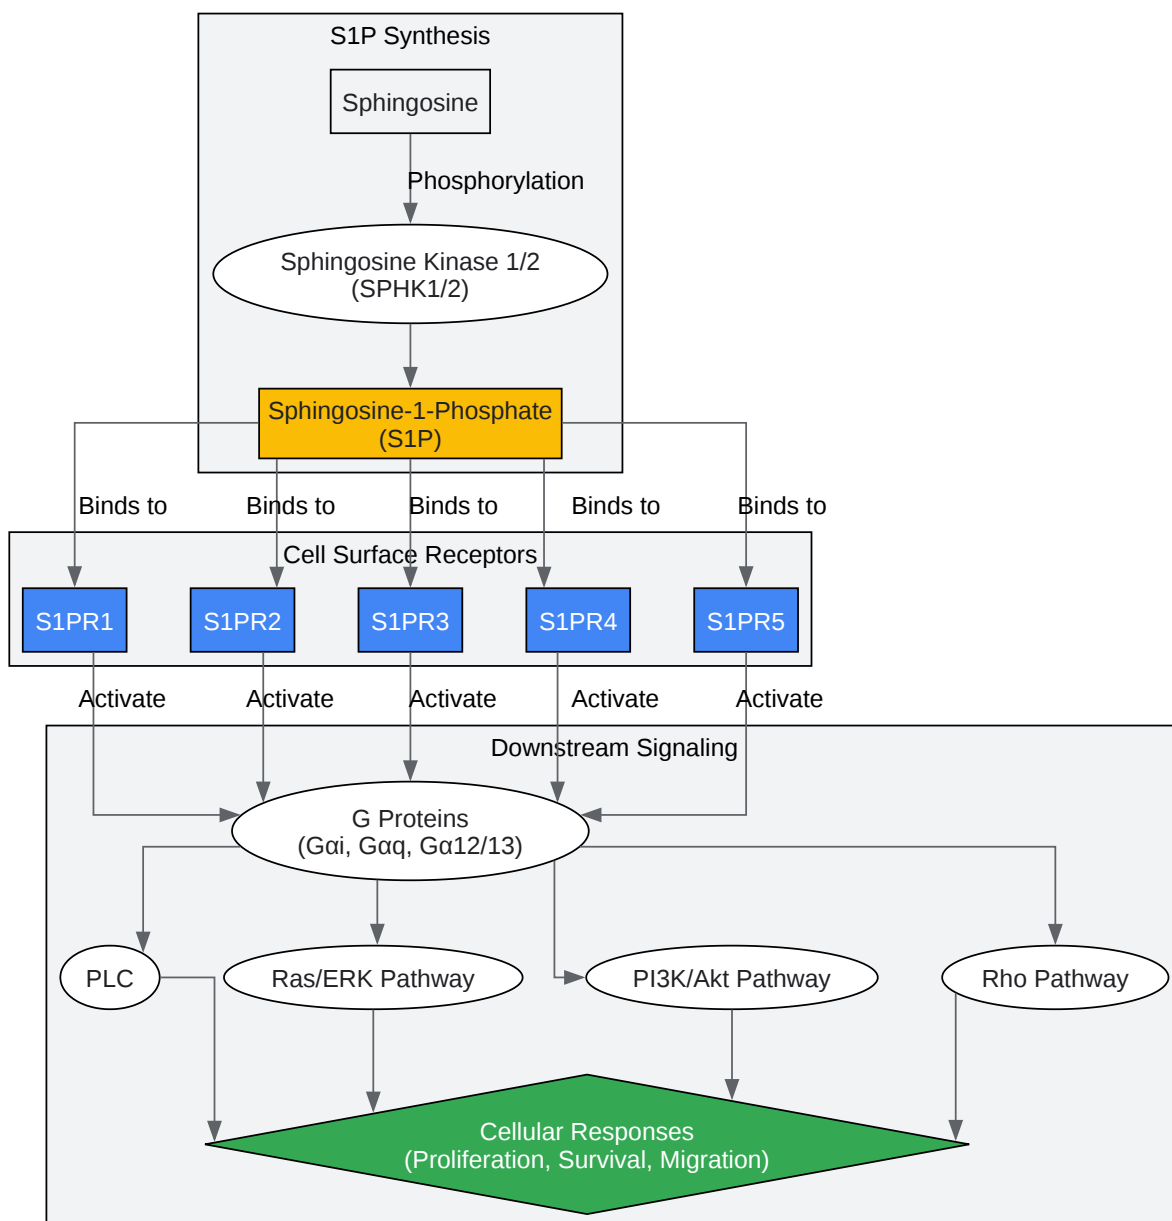 S1P Synthesis
Sphingosine
Phosphorylation
Sphingosine Kinase 1/2
(SPHK1/2)
Sphingosine-1-Phosphate
(S1P)
Binds to
Binds to
Binds to
Binds to
Binds to
Cell Surface Receptors
S1PR1
S1PR2
S1PR3
S1PR4
S1PR5
Activate
Activate
Activate
Activate
Activate
Downstream Signaling
G Proteins
(Gαi, Gαq, Gα12/13)
PLC
Ras/ERK Pathway
PI3K/Akt Pathway
Rho Pathway
Cellular Responses
(Proliferation, Survival, Migration)